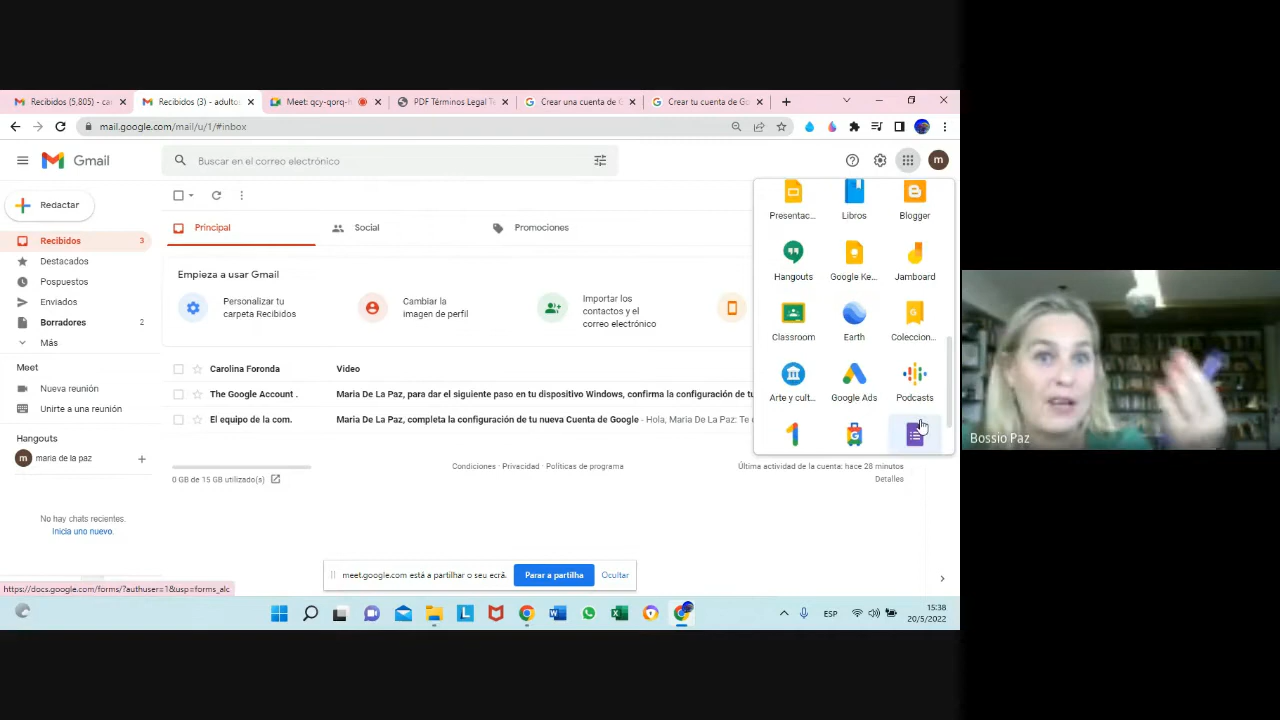 Recibidos (5,805) - ca
Recibidos (3) - adulto
Meet: qcy-qorq-h
PDF Términos Legal Te
Crear una cuenta de G
Crear tu cuenta de Go
mail.google.com/mail/u/1/#inbox
Gmail
Buscar en el correo electrónico
m
Redactar
Recibidos 3
Destacados
Pospuestos
Enviados
Borradores 2
Más
Meet
Nueva reunión
Unirte a una reunión
Hangouts
m maria de la paz
No hay chats recientes.
Inicia uno nuevo.
Principal
Social
Promociones
Empieza a usar Gmail
Personalizar tu
carpeta Recibidos
Cambiar la
imagen de perfil
Importar los
contactos y el
correo electrónico
Carolina Foronda Video
The Google Account . Maria De La Paz, para dar el siguiente paso en tu dispositivo Windows, confirma la configuración de tu
El equipo de la com. Maria De La Paz, completa la configuración de tu nueva Cuenta de Google - Hola, Maria De La Paz: Te
0 GB de 15 GB utilizado(s)
Condiciones · Privacidad · Políticas de programa
Última actividad de la cuenta: hace 28 minutos
Detalles
Presentac...
Libros
Blogger
Hangouts
Google Ke...
Jamboard
Classroom
Earth
Coleccion...
Arte y cult...
Google Ads
Podcasts
meet.google.com está a partilhar o seu ecrã.
Parar a partilha
Ocultar
https://docs.google.com/forms/?authuser=1&usp=forms_alc
ESP
15:38
20/5/2022
Bossio Paz